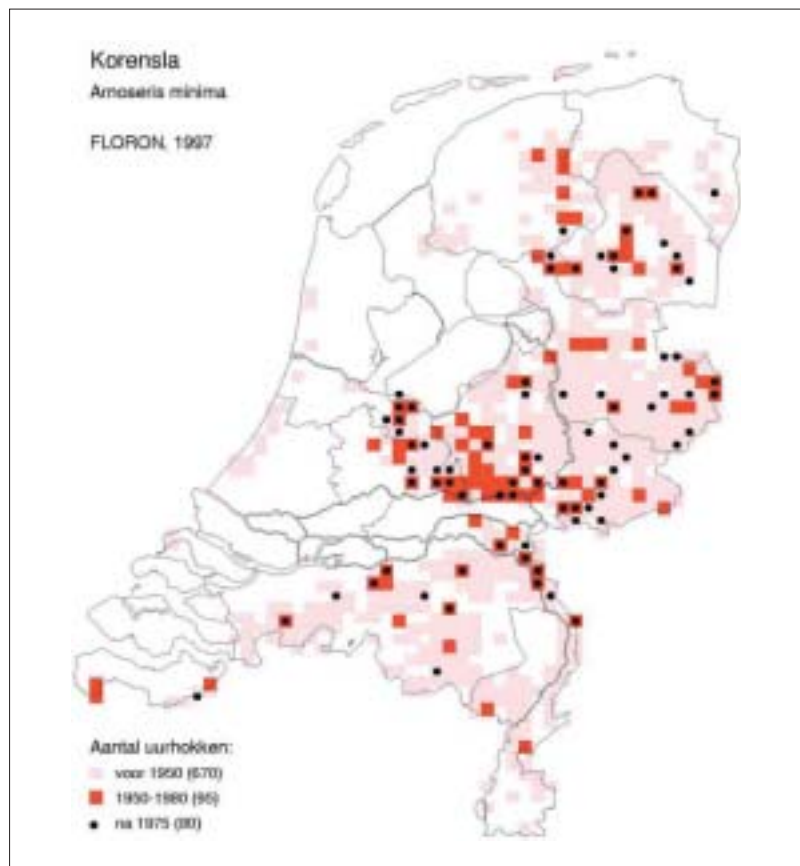 Korensla
Arnoseris minima
FLORON, 1997
Aantal uurhokken:
voor 1950 (670)
1950-1980 (95)
na 1975 (80)